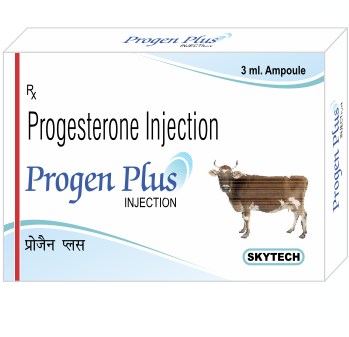 Progen Plus
INJECTION
3 ml. Ampoule
Rx
Progesterone Injection
Progen Plus
INJECTION
प्रोजैन प्लस
SKYTECH